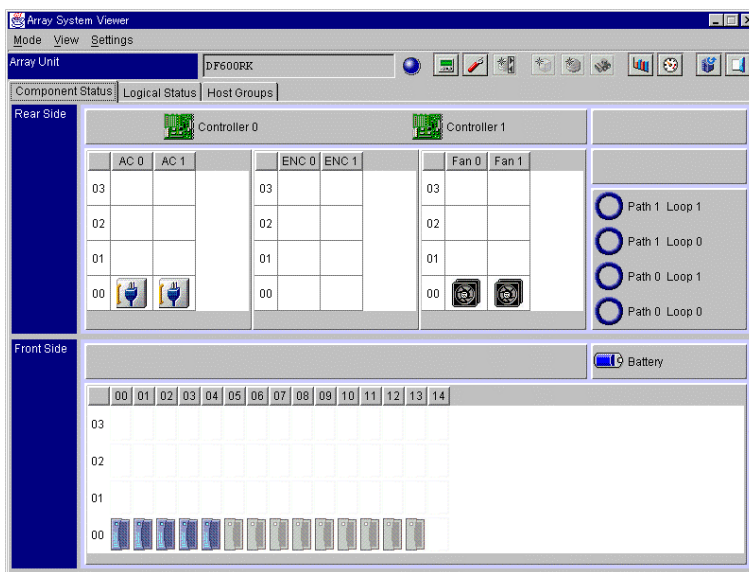 Array System Viewer
Mode View Settings
Array Unit DF600RK
Component Status Logical Status Host Groups
Rear Side
Controller 0 Controller 1
AC 0 AC 1 ENC 0 ENC 1 Fan 0 Fan 1
03 03 03
02 02 02
01 01 01
00 00 00
Path 1 Loop 1
Path 1 Loop 0
Path 0 Loop 1
Path 0 Loop 0
Front Side
Battery
00 01 02 03 04 05 06 07 08 09 10 11 12 13 14
03
02
01
00